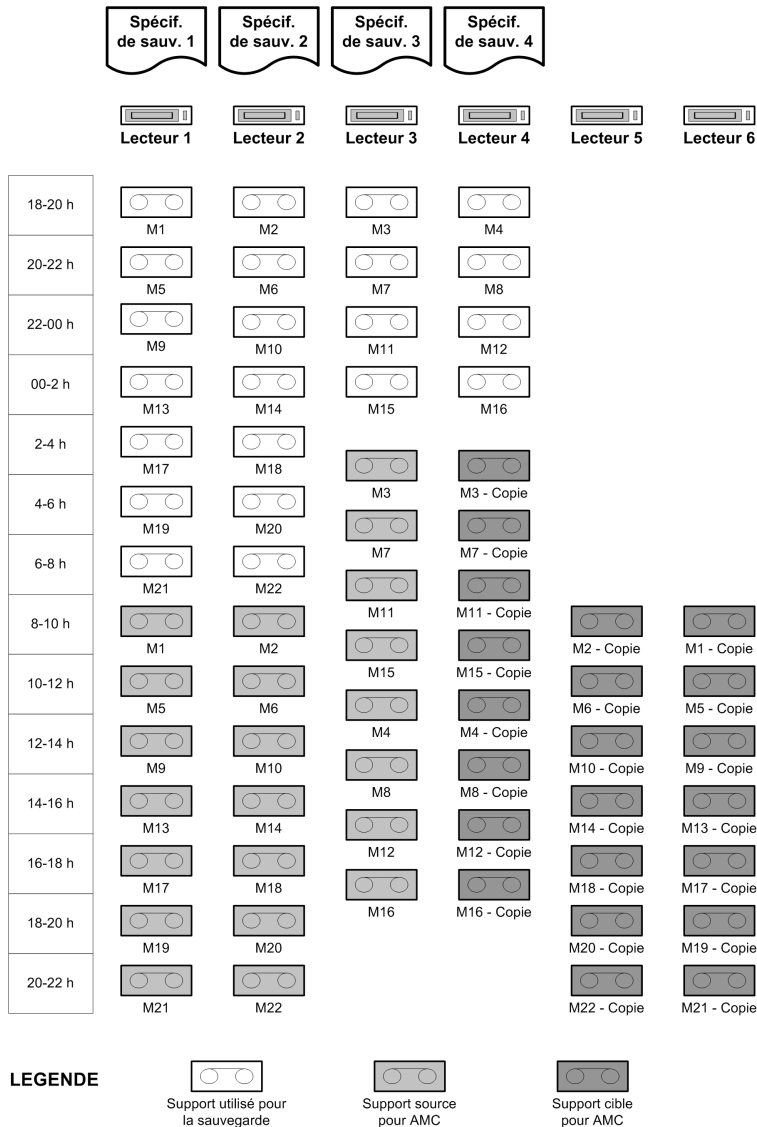 Spécif.
de sauv. 1
Spécif.
de sauv. 2
Spécif.
de sauv. 3
Spécif.
de sauv. 4
Lecteur 1
Lecteur 2
Lecteur 3
Lecteur 4
Lecteur 5
Lecteur 6
18-20 h
M1
M2
M3
M4
20-22 h
M5
M6
M7
M8
22-00 h
M9
M10
M11
M12
00-2 h
M13
M14
M15
M16
2-4 h
M17
M18
M3
M3 - Copie
4-6 h
M19
M20
M7
M7 - Copie
6-8 h
M21
M22
M11
M11 - Copie
8-10 h
M1
M2
M15
M15 - Copie
M2 - Copie
M1 - Copie
10-12 h
M5
M6
M4
M4 - Copie
M6 - Copie
M5 - Copie
12-14 h
M9
M10
M8
M8 - Copie
M10 - Copie
M9 - Copie
14-16 h
M13
M14
M12
M12 - Copie
M14 - Copie
M13 - Copie
16-18 h
M17
M18
M16
M16 - Copie
M18 - Copie
M17 - Copie
18-20 h
M19
M20
M20 - Copie
M19 - Copie
20-22 h
M21
M22
M22 - Copie
M21 - Copie
LEGENDE
Support utilisé pour
la sauvegarde
Support source
pour AMC
Support cible
pour AMC